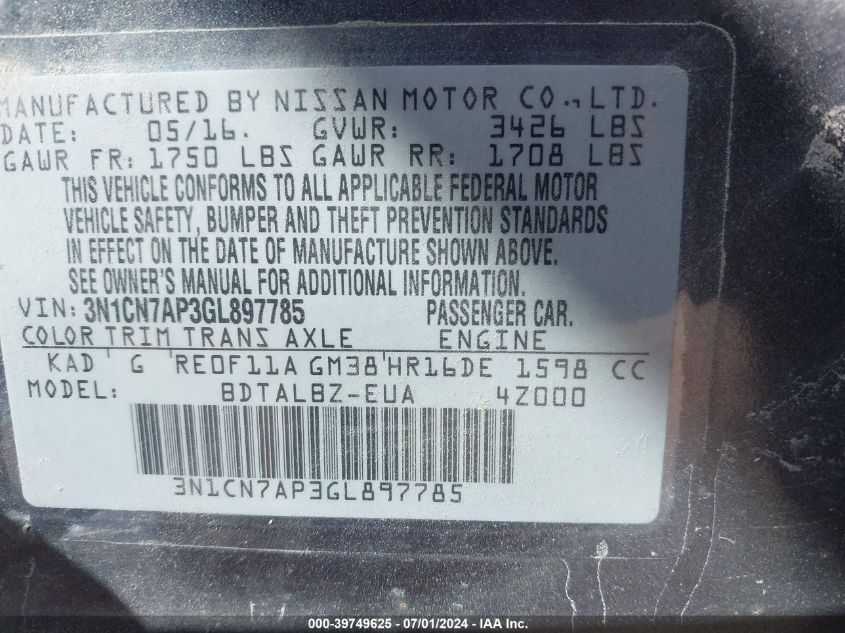 MANUFACTURED BY NISSAN MOTOR CO., LTD.
DATE: 05/16. GVWR: 3426 LBS
GAWR FR: 1750 LBS GAWR RR: 1708 LBS
THIS VEHICLE CONFORMS TO ALL APPLICABLE FEDERAL MOTOR
VEHICLE SAFETY, BUMPER AND THEFT PREVENTION STANDARDS
IN EFFECT ON THE DATE OF MANUFACTURE SHOWN ABOVE.
SEE OWNER'S MANUAL FOR ADDITIONAL INFORMATION.
VIN: 3N1CN7AP3GL897785 PASSENGER CAR.
COLOR TRIM TRANS AXLE ENGINE
KAD G RE0F11A GM38 HR16DE 1598 CC
MODEL: BDTALBZ-EUA 4Z000
3N1CN7AP3GL897785
000-39749625 - 07/01/2024 - IAA Inc.